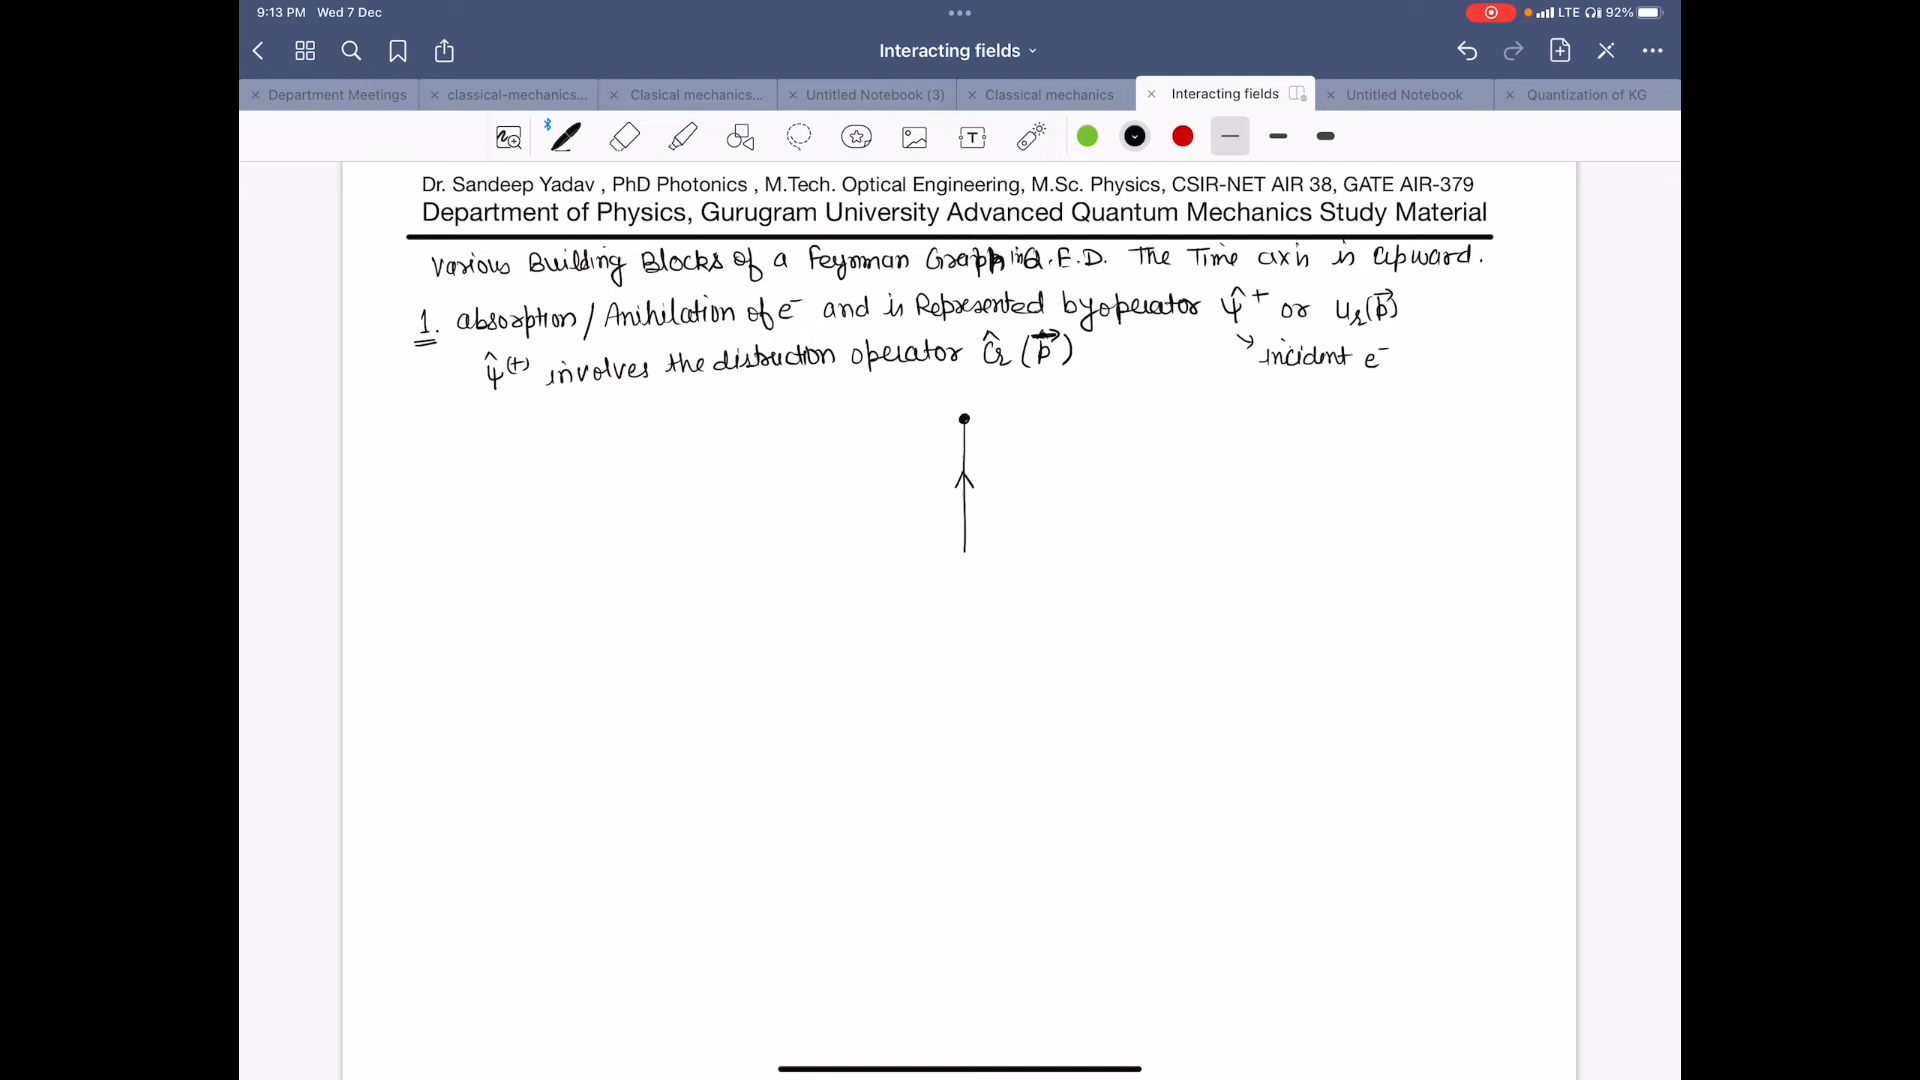 9:13 PM Wed 7 Dec
LTE 92%
Interacting fields
Department Meetings
classical-mechanics...
Clasical mechanics...
Untitled Notebook (3)
Classical mechanics
Interacting fields
Untitled Notebook
Quantization of KG
Dr. Sandeep Yadav , PhD Photonics , M.Tech. Optical Engineering, M.Sc. Physics, CSIR-NET AIR 38, GATE AIR-379
Department of Physics, Gurugram University Advanced Quantum Mechanics Study Material
Various Building Blocks of a Feynman Graph in Q.E.D. The Time axis is upward.
1. absorption / Anihilation of e⁻ and is Represented by operator ψ̂⁺ or uᵣ(p⃗)
ψ̂⁽⁺⁾ involves the distruction operator Ĉᵣ (p⃗)
↘ incident e⁻